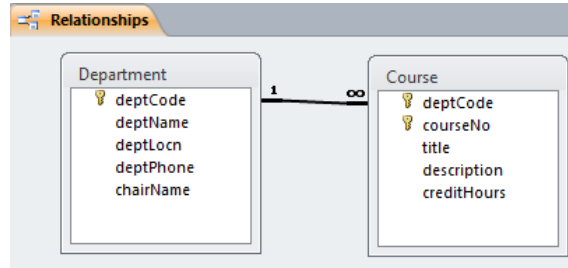 Relationships
Department
deptCode
deptName
deptLocn
deptPhone
chairName
1 ∞
Course
deptCode
courseNo
title
description
creditHours